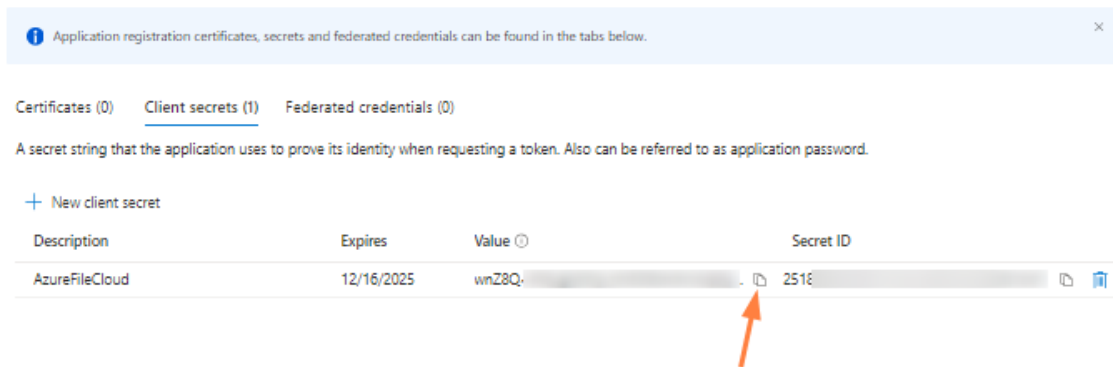 Application registration certificates, secrets and federated credentials can be found in the tabs below.
Certificates (0) Client secrets (1) Federated credentials (0)
A secret string that the application uses to prove its identity when requesting a token. Also can be referred to as application password.
New client secret
Description Expires Value Secret ID
AzureFileCloud 12/16/2025 wnZ8Q 2518